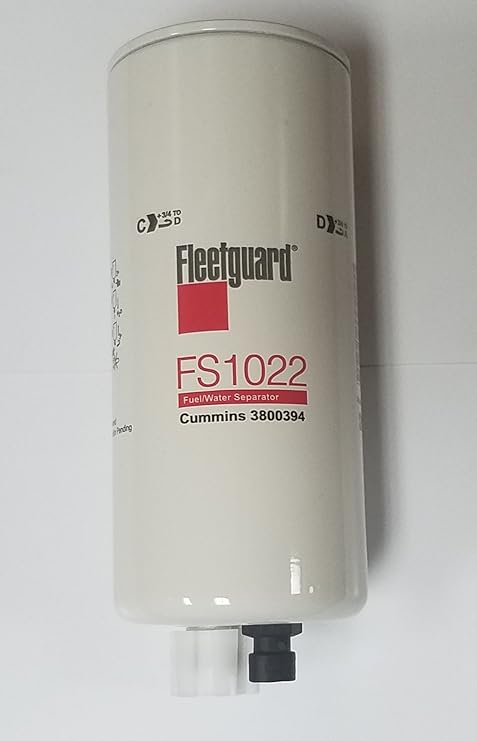 C +3/4 TO D
D
Fleetguard®
FS1022
Fuel/Water Separator
Cummins 3800394
Pending